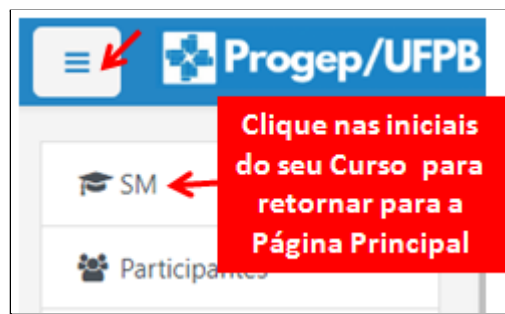 Progep/UFPB
Clique nas iniciais
do seu Curso para
retornar para a
Página Principal
SM
Participantes